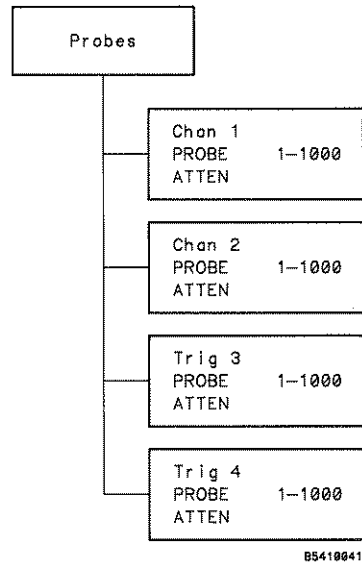 Probes
Chan 1
PROBE 1–1000
ATTEN
Chan 2
PROBE 1–1000
ATTEN
Trig 3
PROBE 1–1000
ATTEN
Trig 4
PROBE 1–1000
ATTEN
B5410041